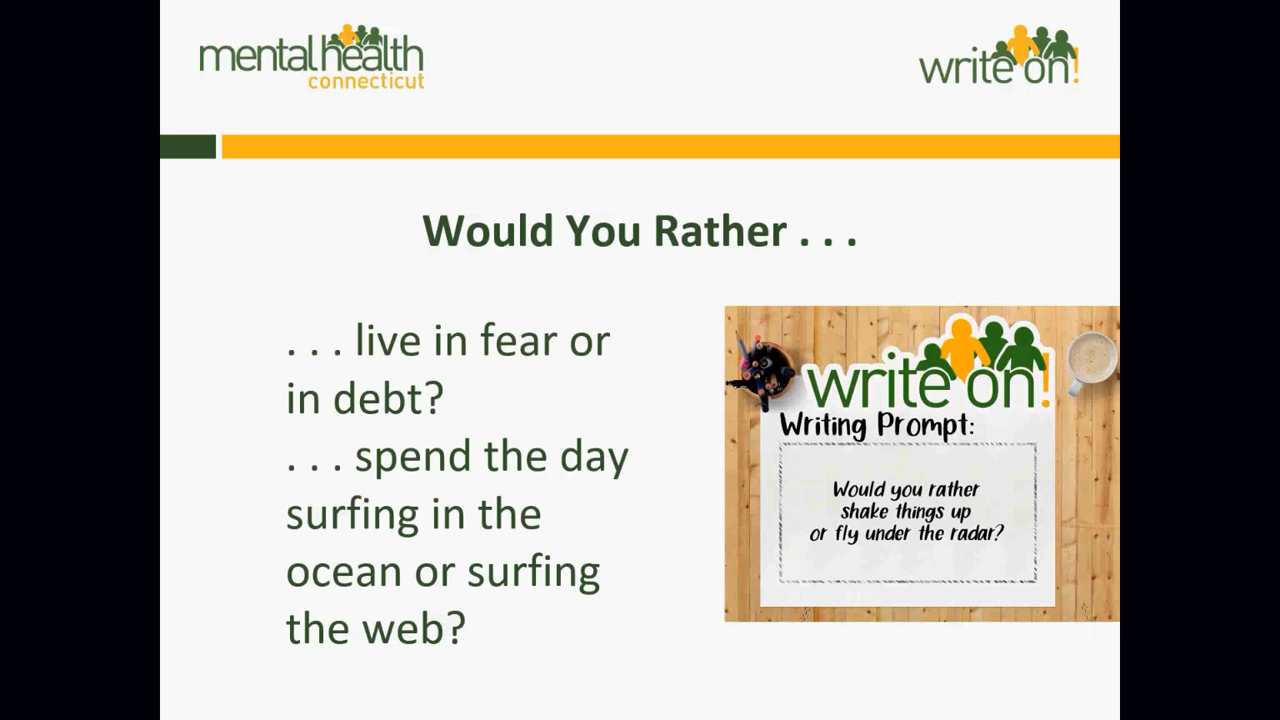 mental health
connecticut
write on!
Would You Rather . . .
. . . live in fear or
in debt?
. . . spend the day
surfing in the
ocean or surfing
the web?
write on!
Writing Prompt:
Would you rather
shake things up
or fly under the radar?